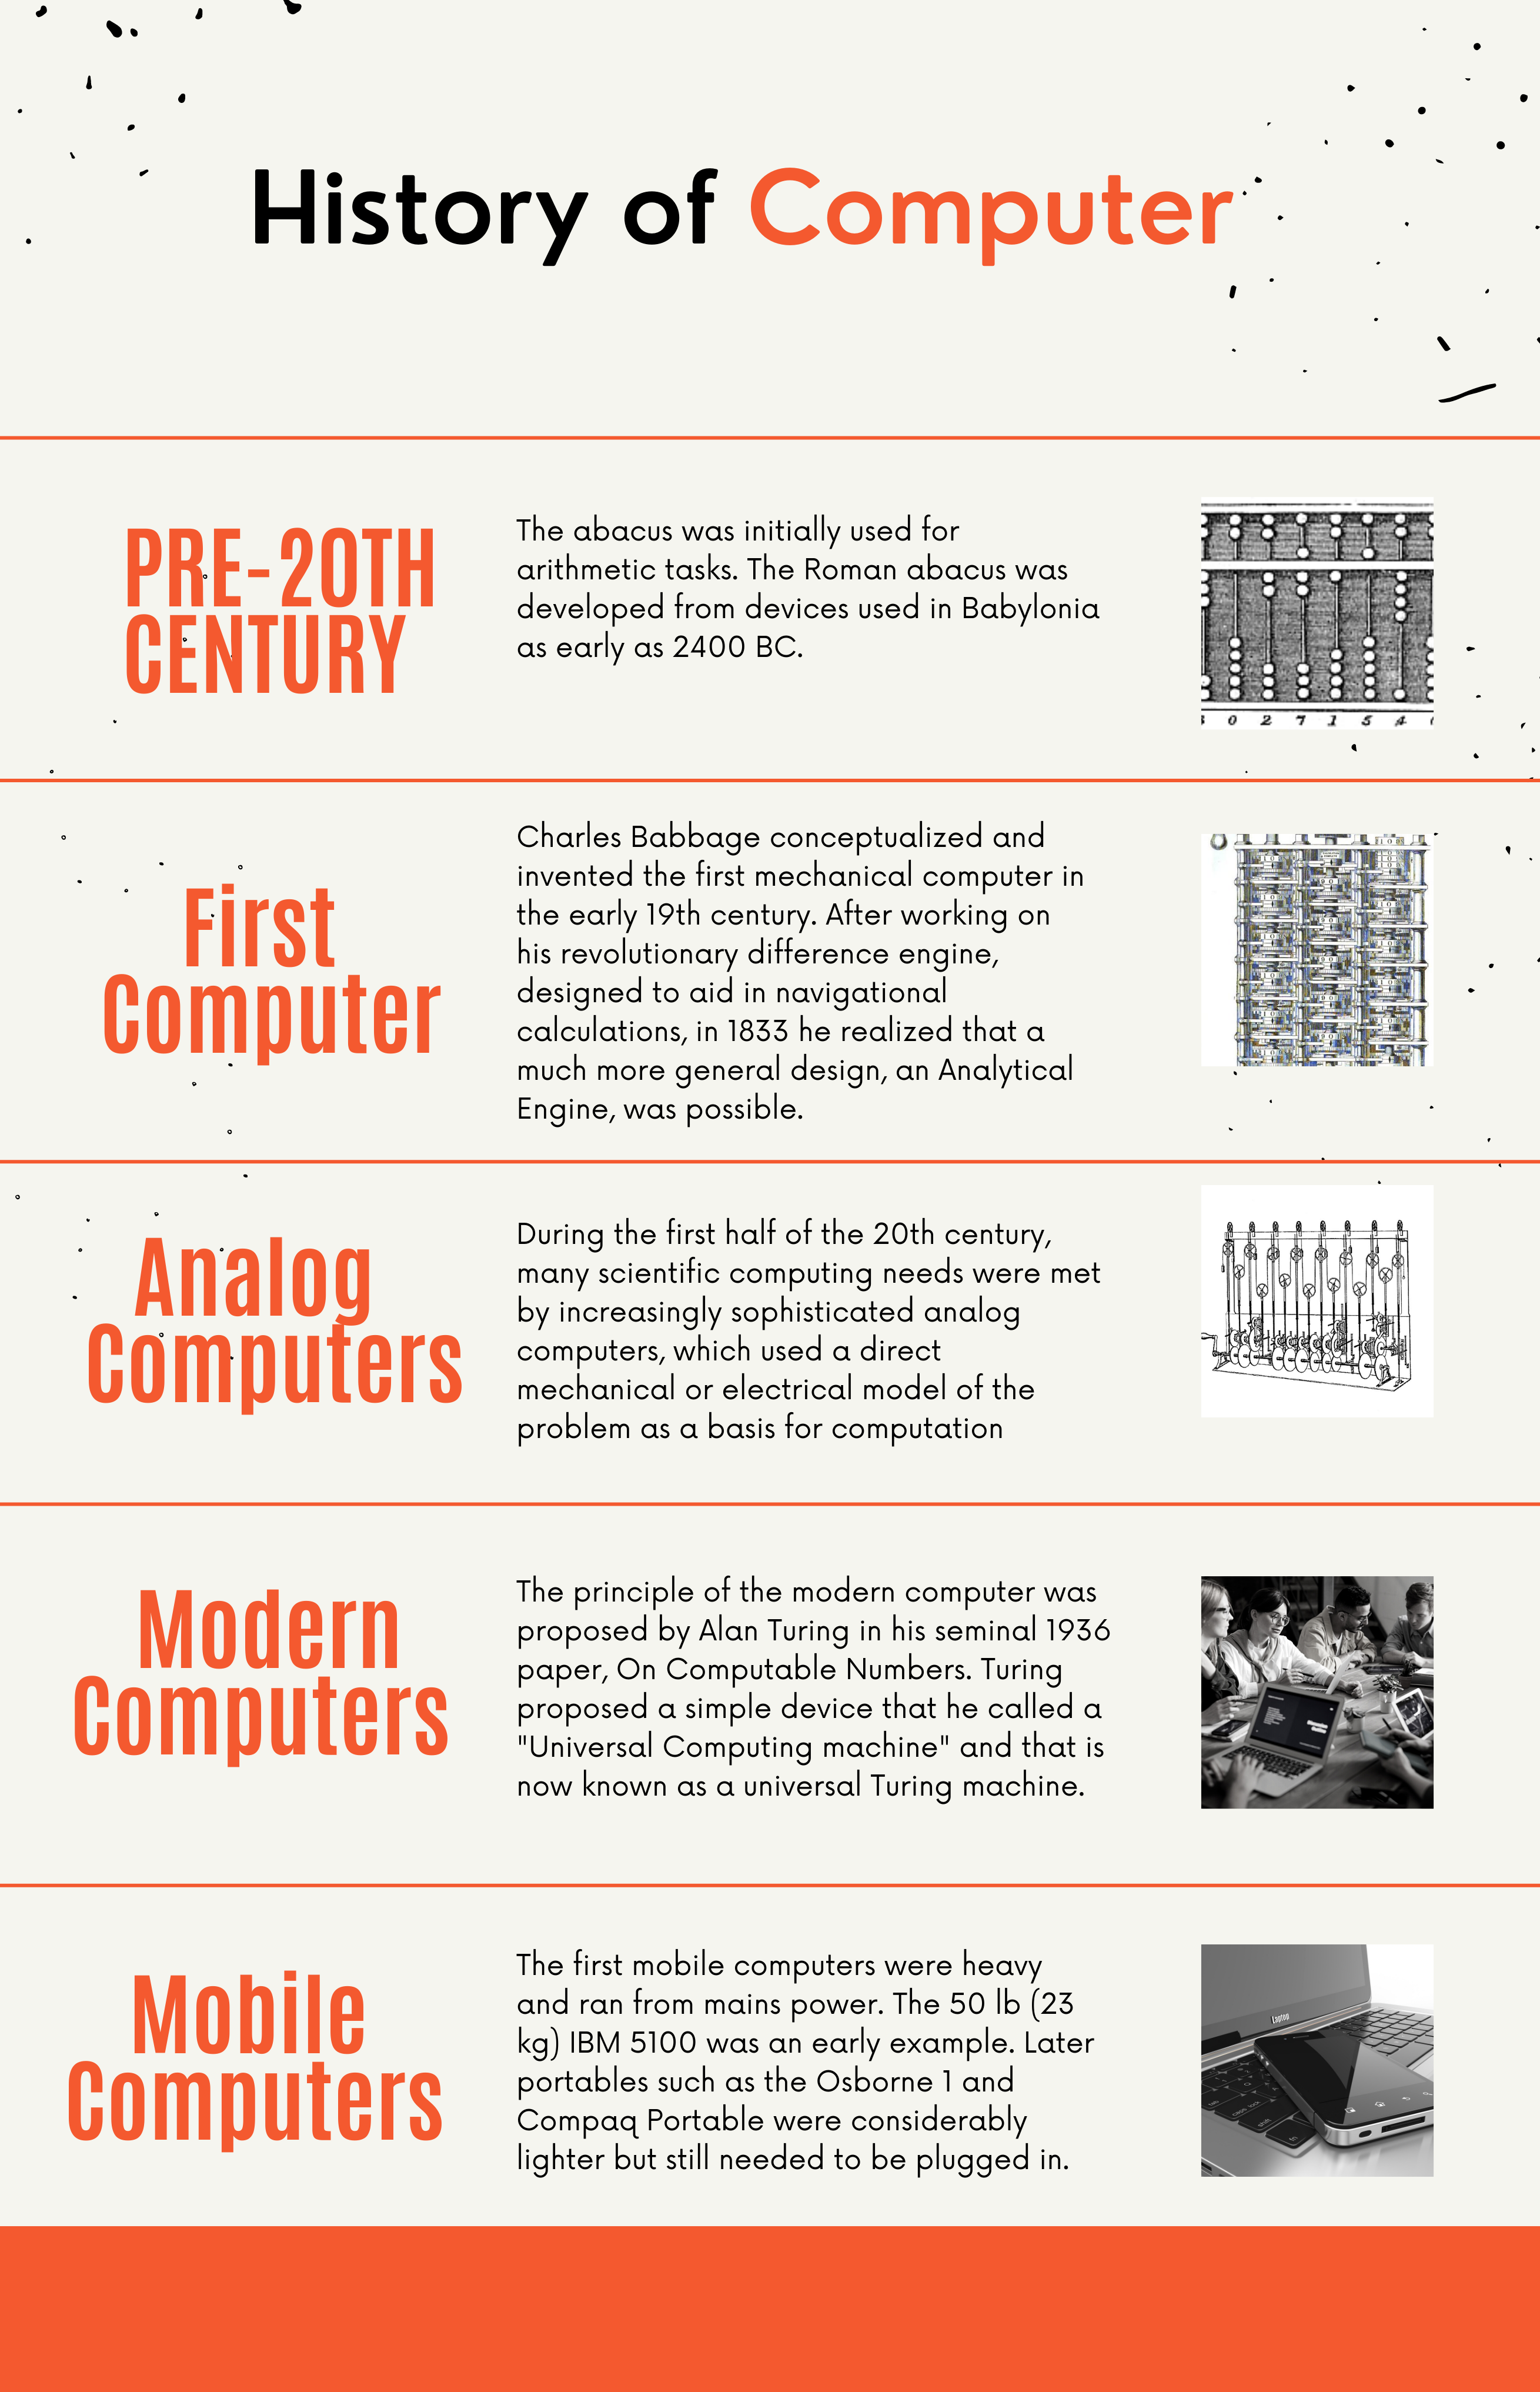 History of Computer
PRE-20TH
CENTURY
The abacus was initially used for
arithmetic tasks. The Roman abacus was
developed from devices used in Babylonia
as early as 2400 BC.
0 2 7 1 5 4
First
Computer
Charles Babbage conceptualized and
invented the first mechanical computer in
the early 19th century. After working on
his revolutionary difference engine,
designed to aid in navigational
calculations, in 1833 he realized that a
much more general design, an Analytical
Engine, was possible.
Analog
Computers
During the first half of the 20th century,
many scientific computing needs were met
by increasingly sophisticated analog
computers, which used a direct
mechanical or electrical model of the
problem as a basis for computation
Modern
Computers
The principle of the modern computer was
proposed by Alan Turing in his seminal 1936
paper, On Computable Numbers. Turing
proposed a simple device that he called a
"Universal Computing machine" and that is
now known as a universal Turing machine.
Mobile
Computers
The first mobile computers were heavy
and ran from mains power. The 50 lb (23
kg) IBM 5100 was an early example. Later
portables such as the Osborne 1 and
Compaq Portable were considerably
lighter but still needed to be plugged in.
Laptop